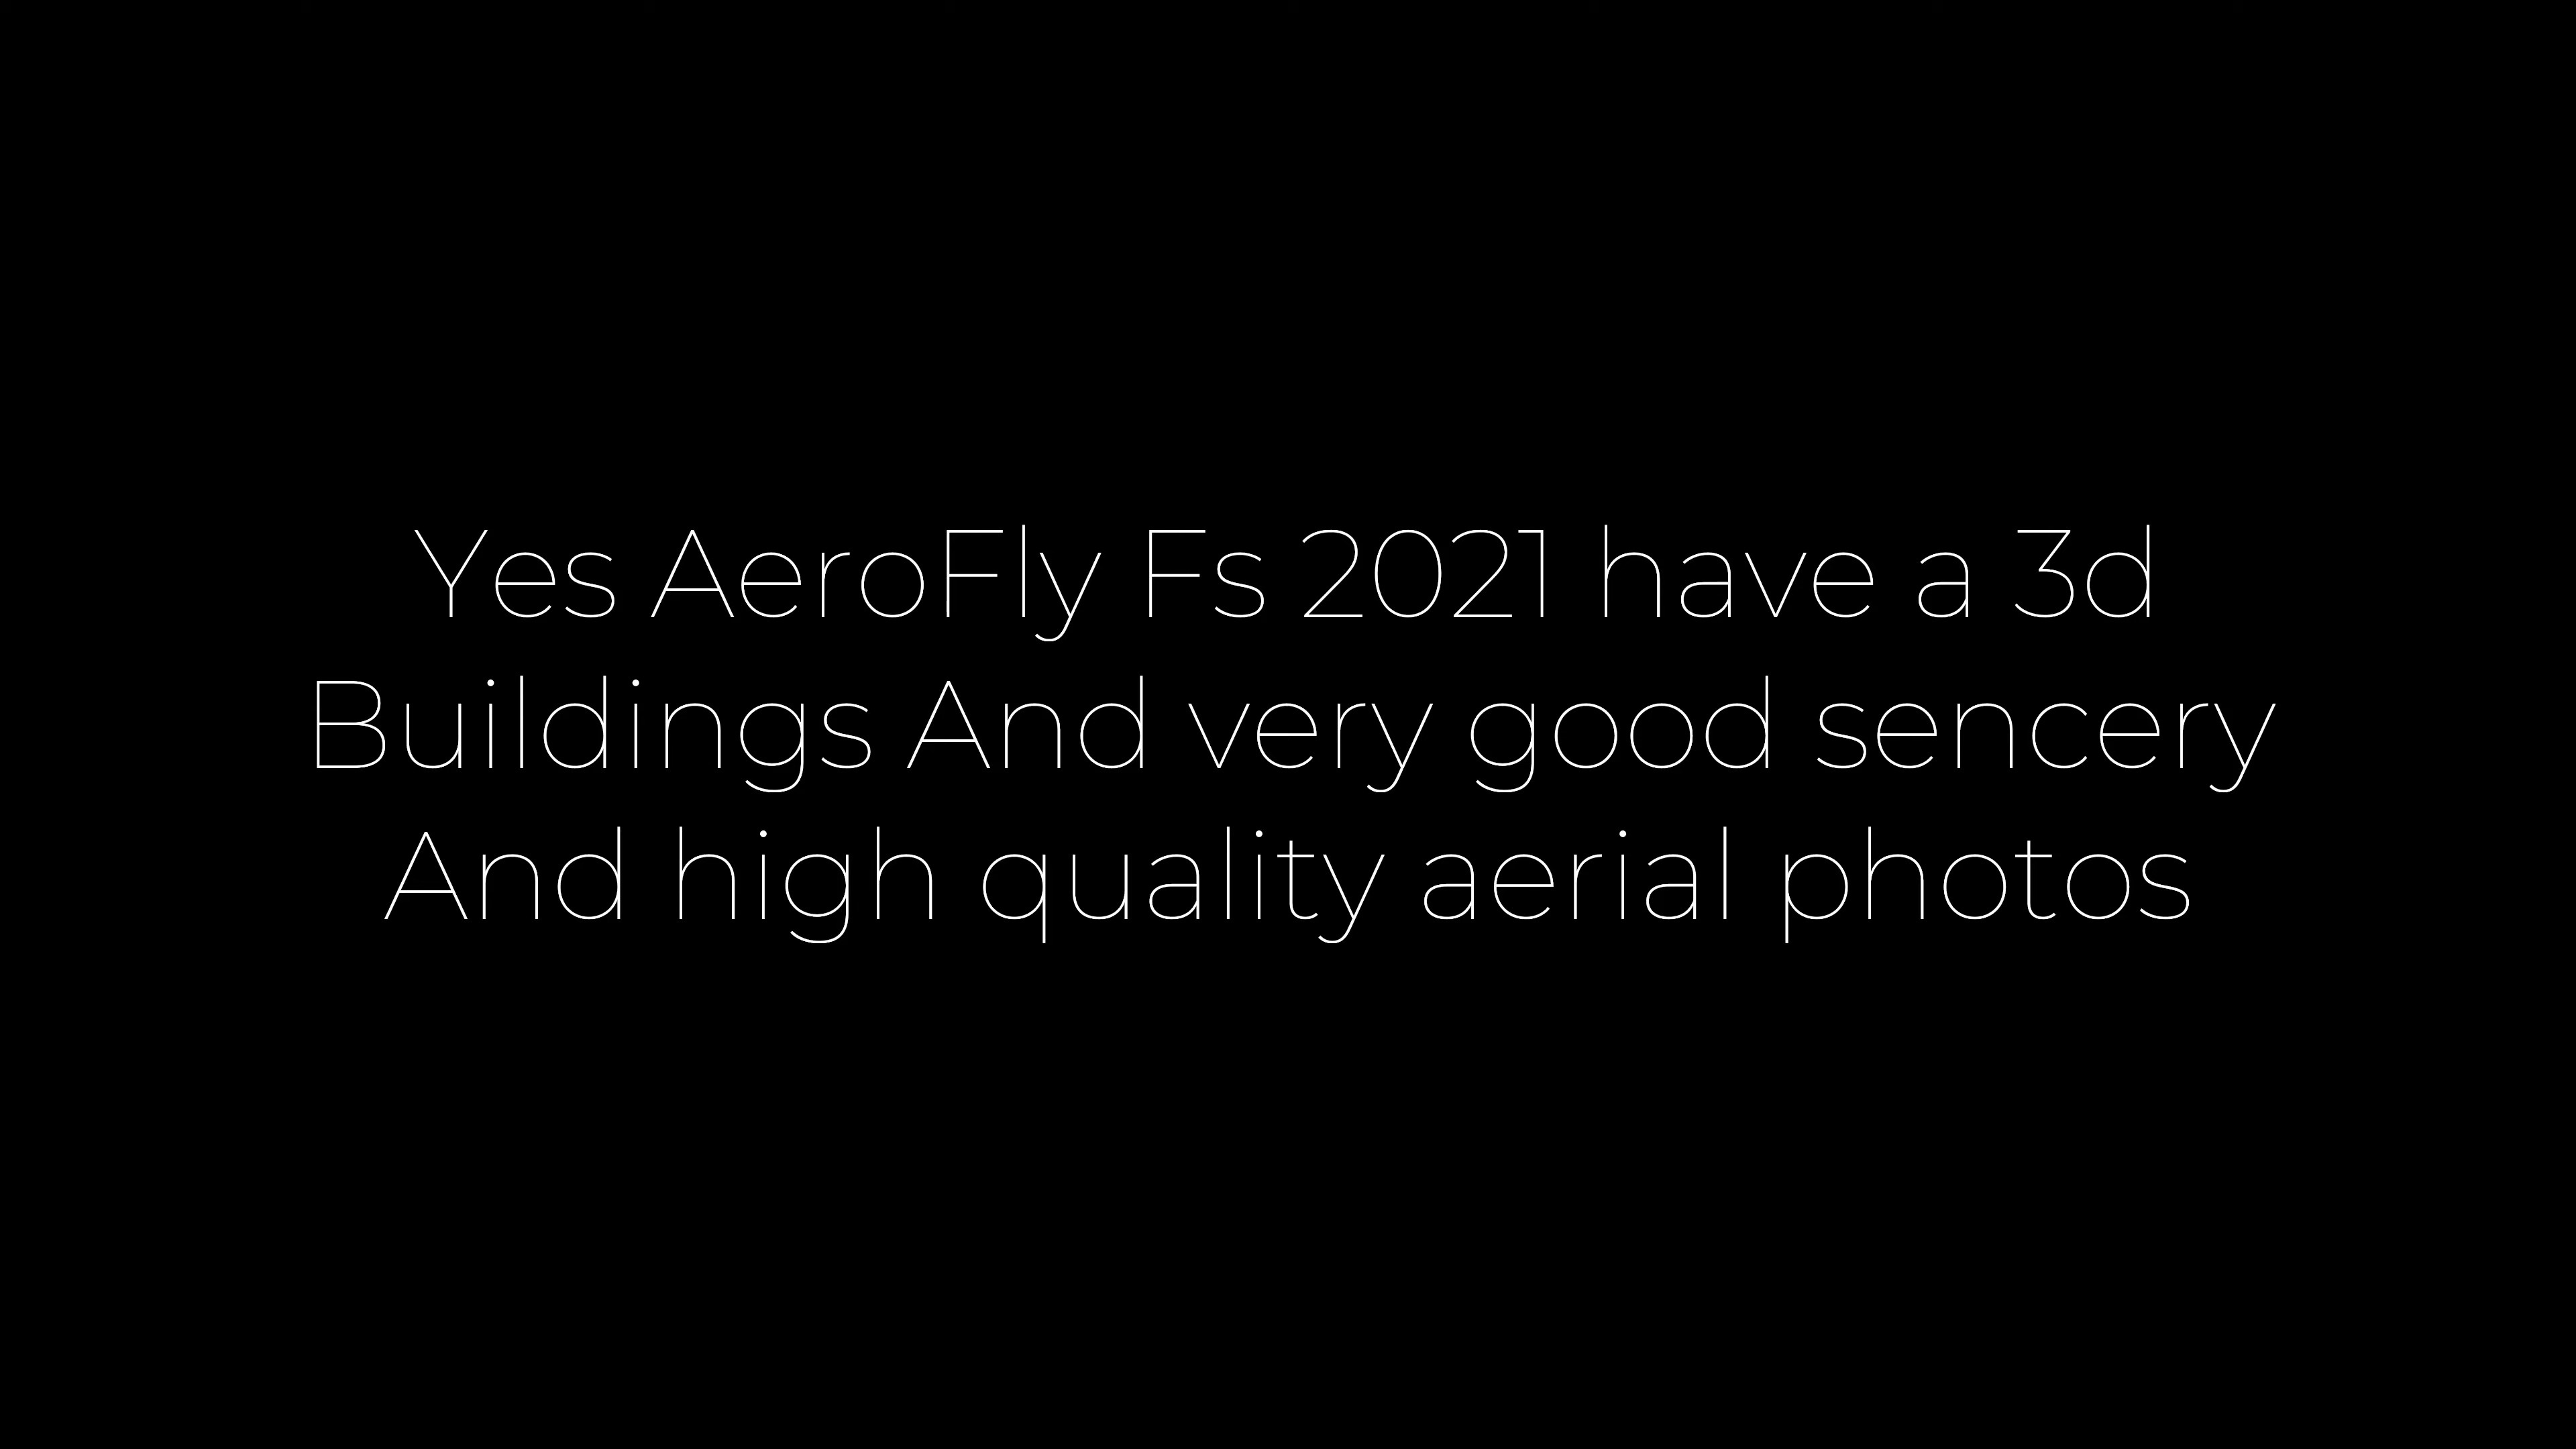 Yes AeroFly Fs 2021 have a 3d
Buildings And very good sencery
And high quality aerial photos